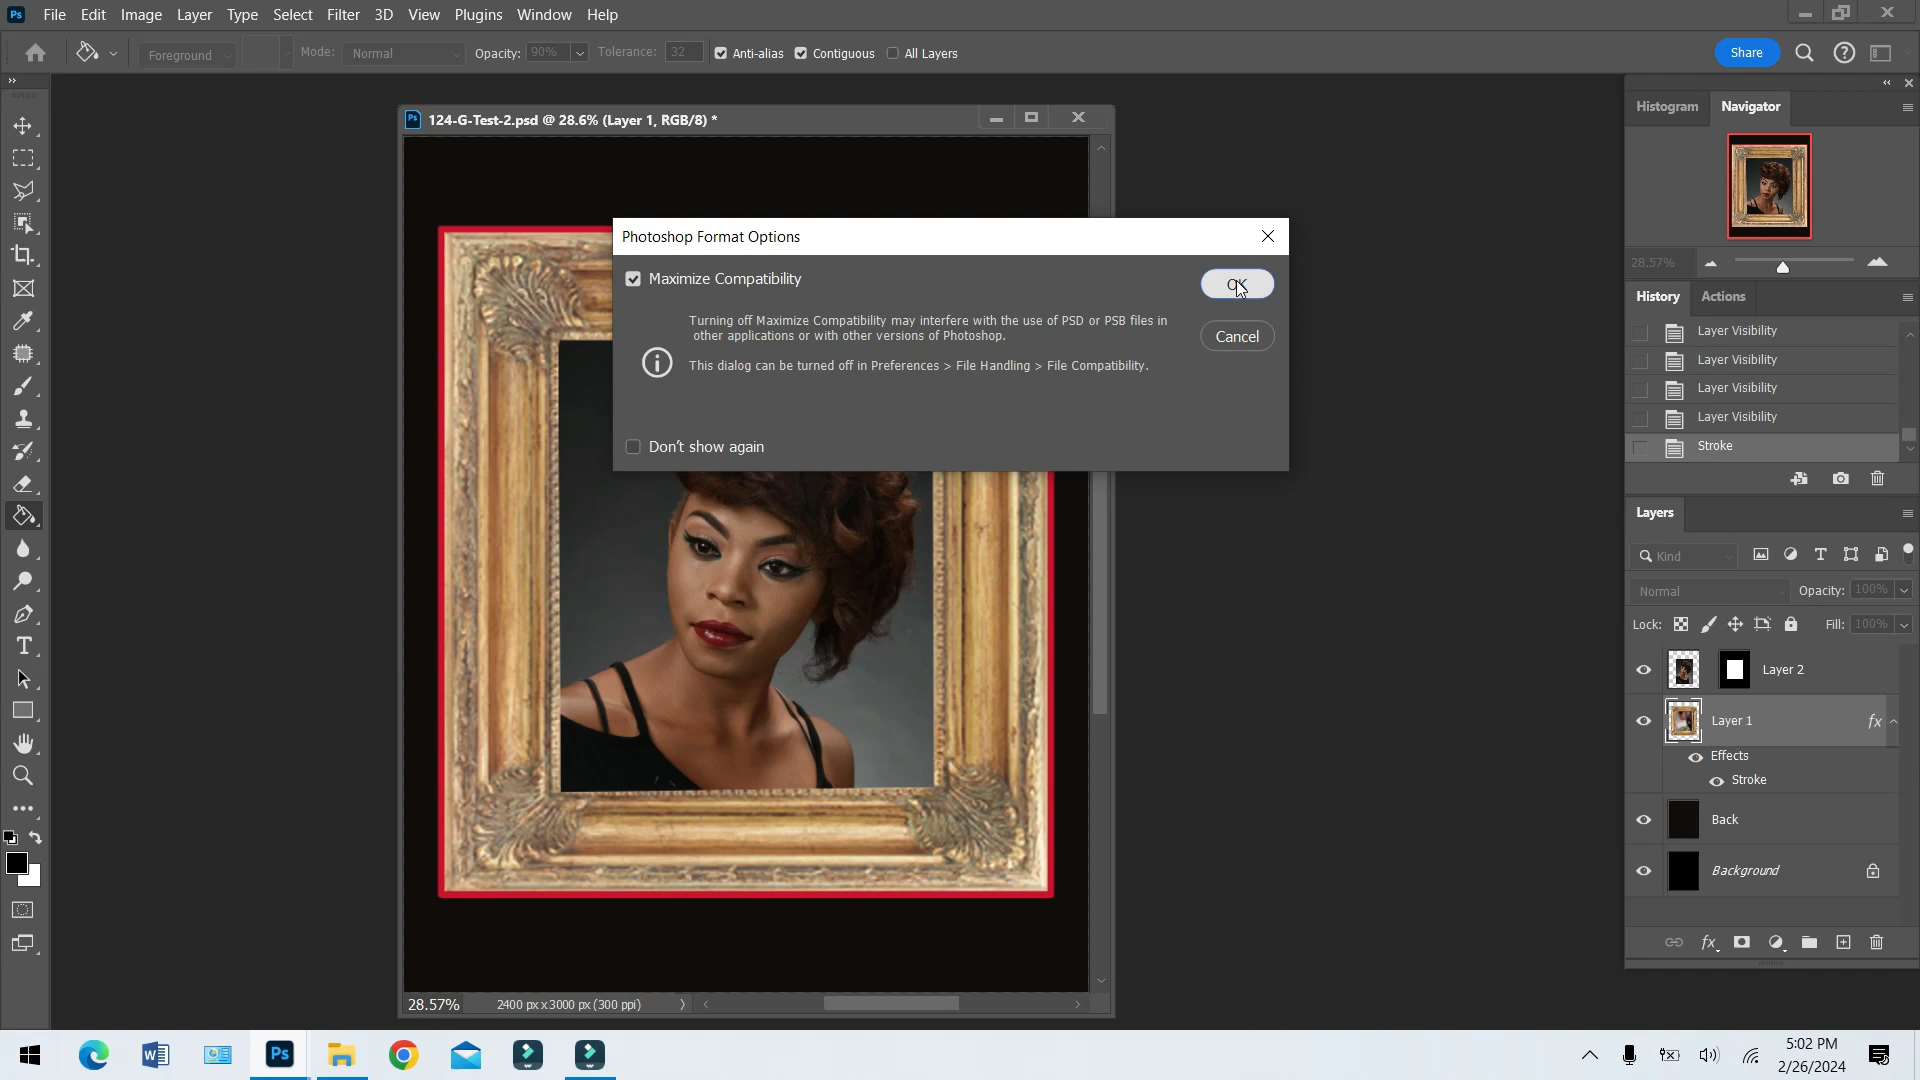 Ps File Edit Image Layer Type Select Filter 3D View Plugins Window Help
Foreground Mode: Normal Opacity: 90% Tolerance: 32 Anti-alias Contiguous All Layers Share
124-G-Test-2.psd @ 28.6% (Layer 1, RGB/8) *
Histogram Navigator
28.57%
History Actions
Layer Visibility
Layer Visibility
Layer Visibility
Layer Visibility
Stroke
Layers
Kind
Normal Opacity: 100%
Lock: Fill: 100%
Layer 2
Layer 1 fx
Effects
Stroke
Back
Background
fx
Photoshop Format Options
Maximize Compatibility
OK
Turning off Maximize Compatibility may interfere with the use of PSD or PSB files in
other applications or with other versions of Photoshop.
Cancel
This dialog can be turned off in Preferences > File Handling > File Compatibility.
Don't show again
28.57% 2400 px x 3000 px (300 ppi)
Ps
5:02 PM
2/26/2024